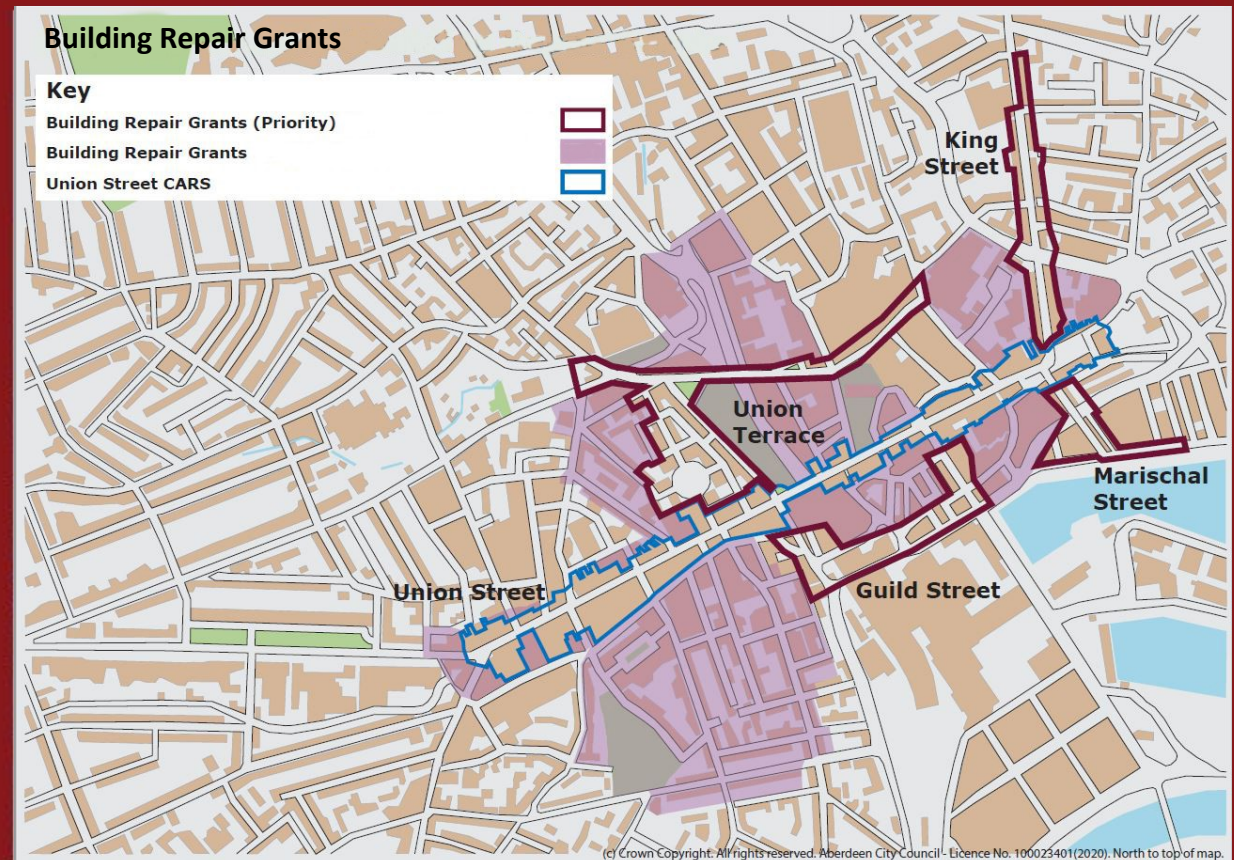 Building Repair Grants
Key
Building Repair Grants (Priority)
Building Repair Grants
Union Street CARS
King
Street
Union
Terrace
Marischal
Street
Union Street
Guild Street
(c) Crown Copyright. All rights reserved. Aberdeen City Council - Licence No. 100023401(2020). North to top of map.